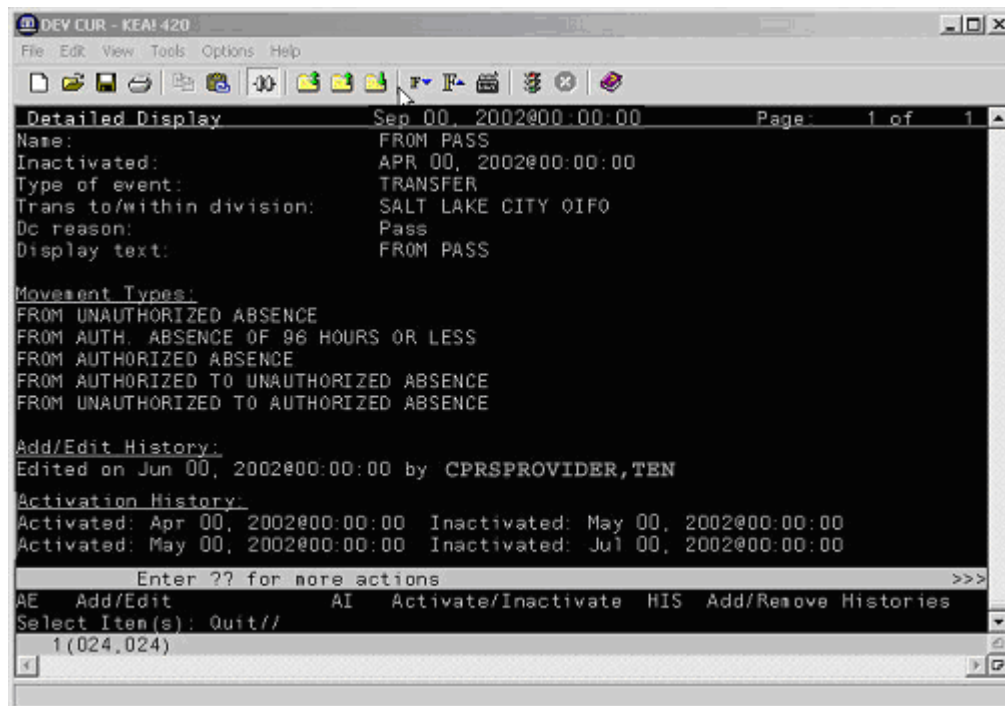 DEV CUR - KEA! 420
File Edit View Tools Options Help
Detailed Display Sep 00, 2002@00:00:00 Page: 1 of 1
Name: FROM PASS
Inactivated: APR 00, 2002@00:00:00
Type of event: TRANSFER
Trans to/within division: SALT LAKE CITY OIFO
Dc reason: Pass
Display text: FROM PASS
Movement Types:
FROM UNAUTHORIZED ABSENCE
FROM AUTH. ABSENCE OF 96 HOURS OR LESS
FROM AUTHORIZED ABSENCE
FROM AUTHORIZED TO UNAUTHORIZED ABSENCE
FROM UNAUTHORIZED TO AUTHORIZED ABSENCE
Add/Edit History:
Edited on Jun 00, 2002@00:00:00 by CPRSPROVIDER,TEN
Activation History:
Activated: Apr 00, 2002@00:00:00 Inactivated: May 00, 2002@00:00:00
Activated: May 00, 2002@00:00:00 Inactivated: Jul 00, 2002@00:00:00
Enter ?? for more actions >>>
AE Add/Edit AI Activate/Inactivate HIS Add/Remove Histories
Select Item(s): Quit//
1(024,024)